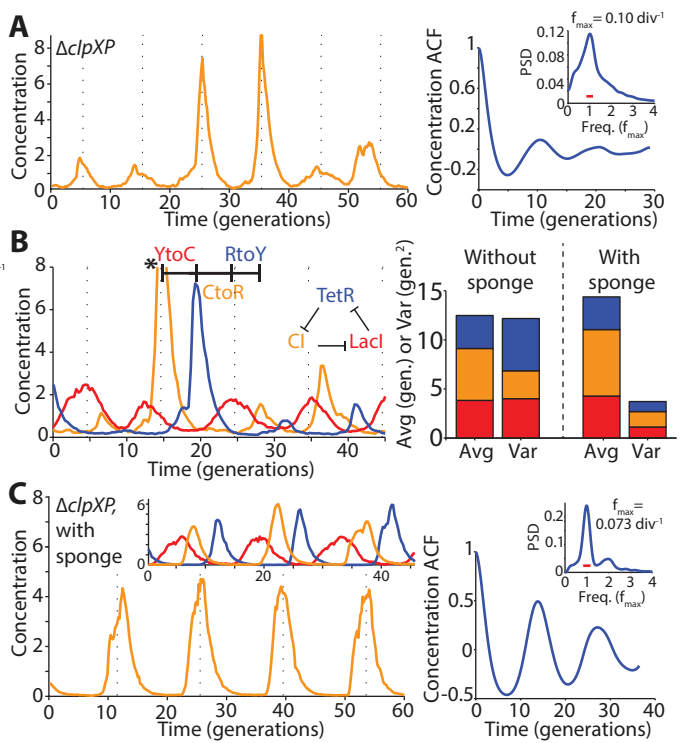 A
ΔclpXP
Concentration
8
6
4
2
0
0 10 20 30 40 50 60
Time (generations)
Concentration ACF
1
0.6
0.2
-0.2
0 10 20 30
Time (generations)
fmax = 0.10 div-1
PSD
0.12
0.08
0.04
0 1 2 3 4
Freq. (fmax)
B
-1
Concentration
8
6
4
2
0
0 10 20 30 40
Time (generations)
*
YtoC
RtoY
CtoR
TetR
CI
LacI
Avg (gen.) or Var (gen.2)
15
10
5
0
Without sponge
With sponge
Avg Var
Avg Var
C
ΔclpXP,
with
sponge
Concentration
8
6
4
2
0
0 10 20 30 40 50 60
Time (generations)
6
4
2
0
0 20 40
Concentration ACF
1
0.5
0
-0.5
0 10 20 30 40
Time (generations)
fmax =
0.073 div-1
PSD
0.2
0.1
0
0 1 2 3 4
Freq. (fmax)